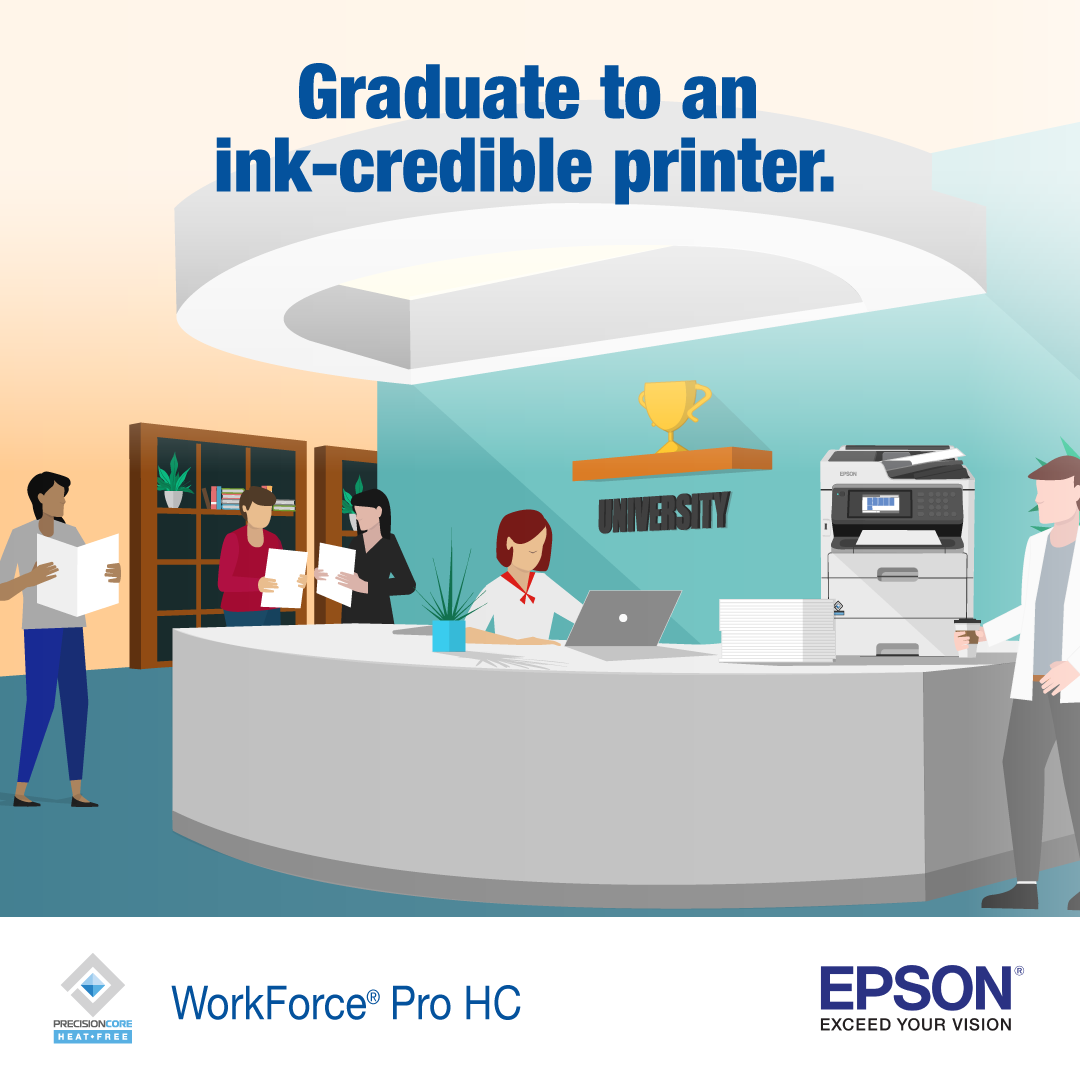 Graduate to an
ink-credible printer.
UNIVERSITY
EPSON
PRECISIONCORE
HEAT•FREE
WorkForce® Pro HC
EPSON®
EXCEED YOUR VISION